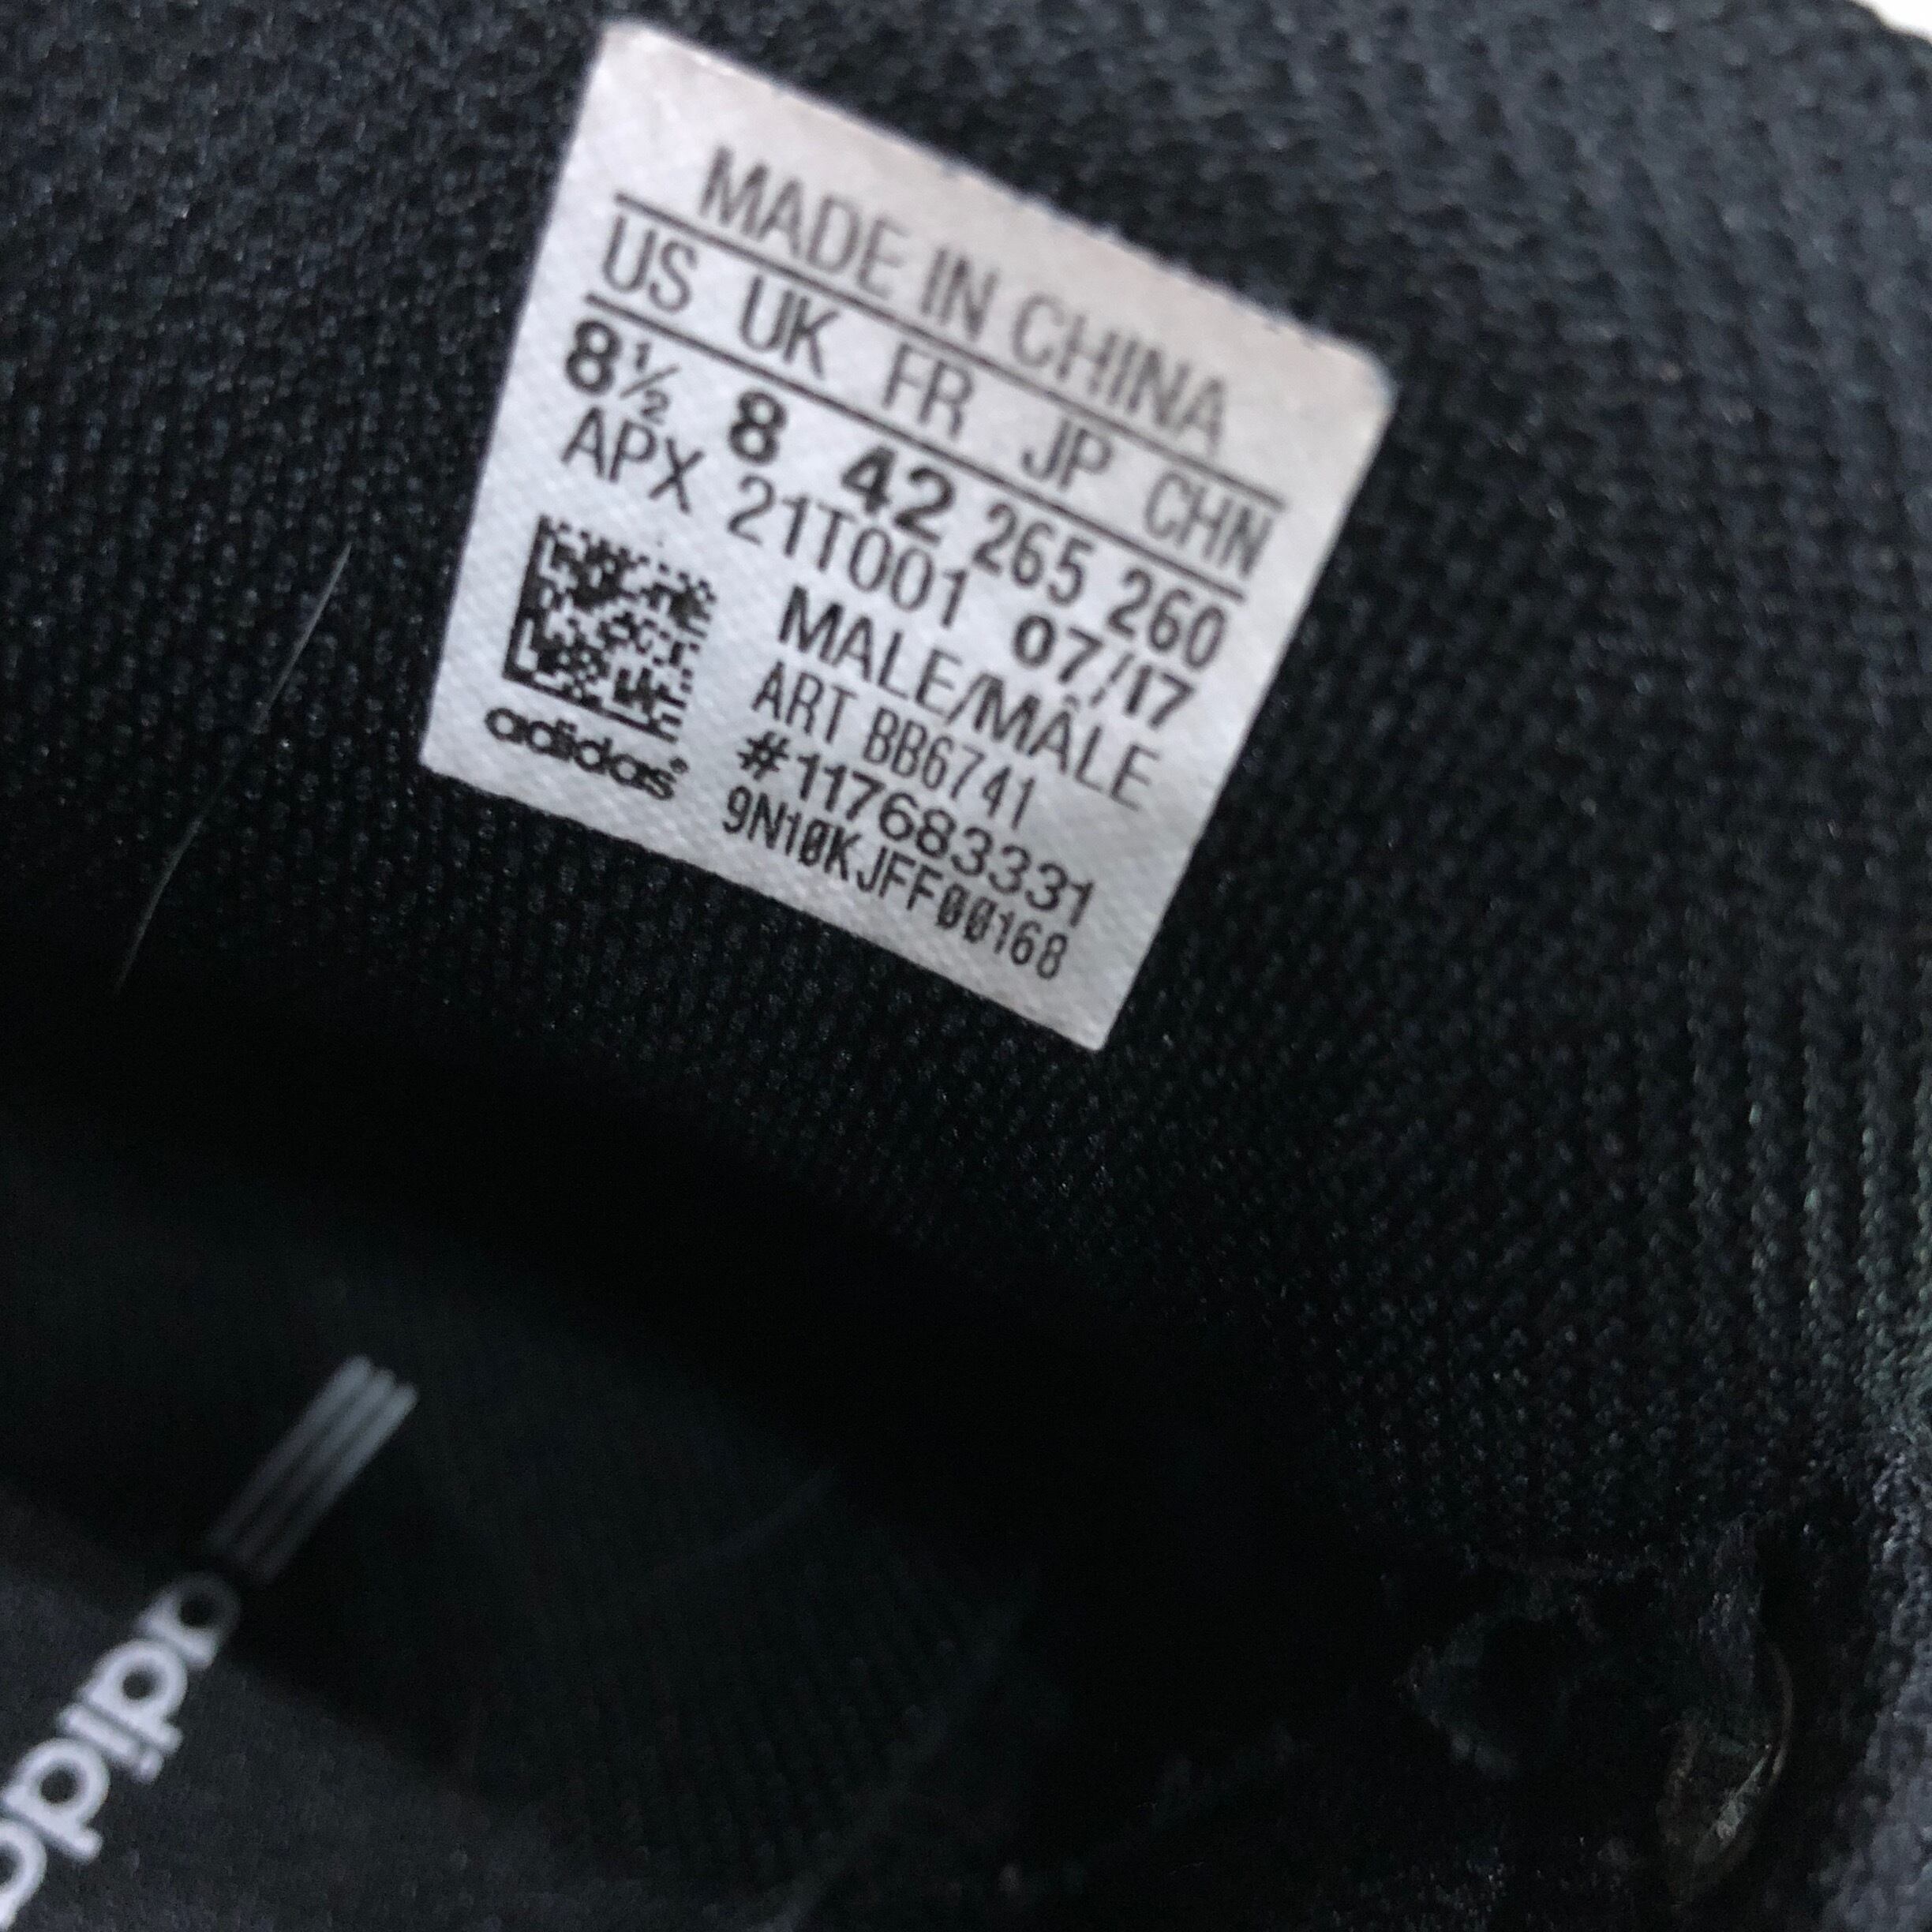 MADE IN CHINA
US UK FR JP CHN
8½ 8 42 265 260
APX 21T001 07/17
MALE/MÂLE
ART BB6741
#117683331
9N10KJFF00168
adidas®
adidas